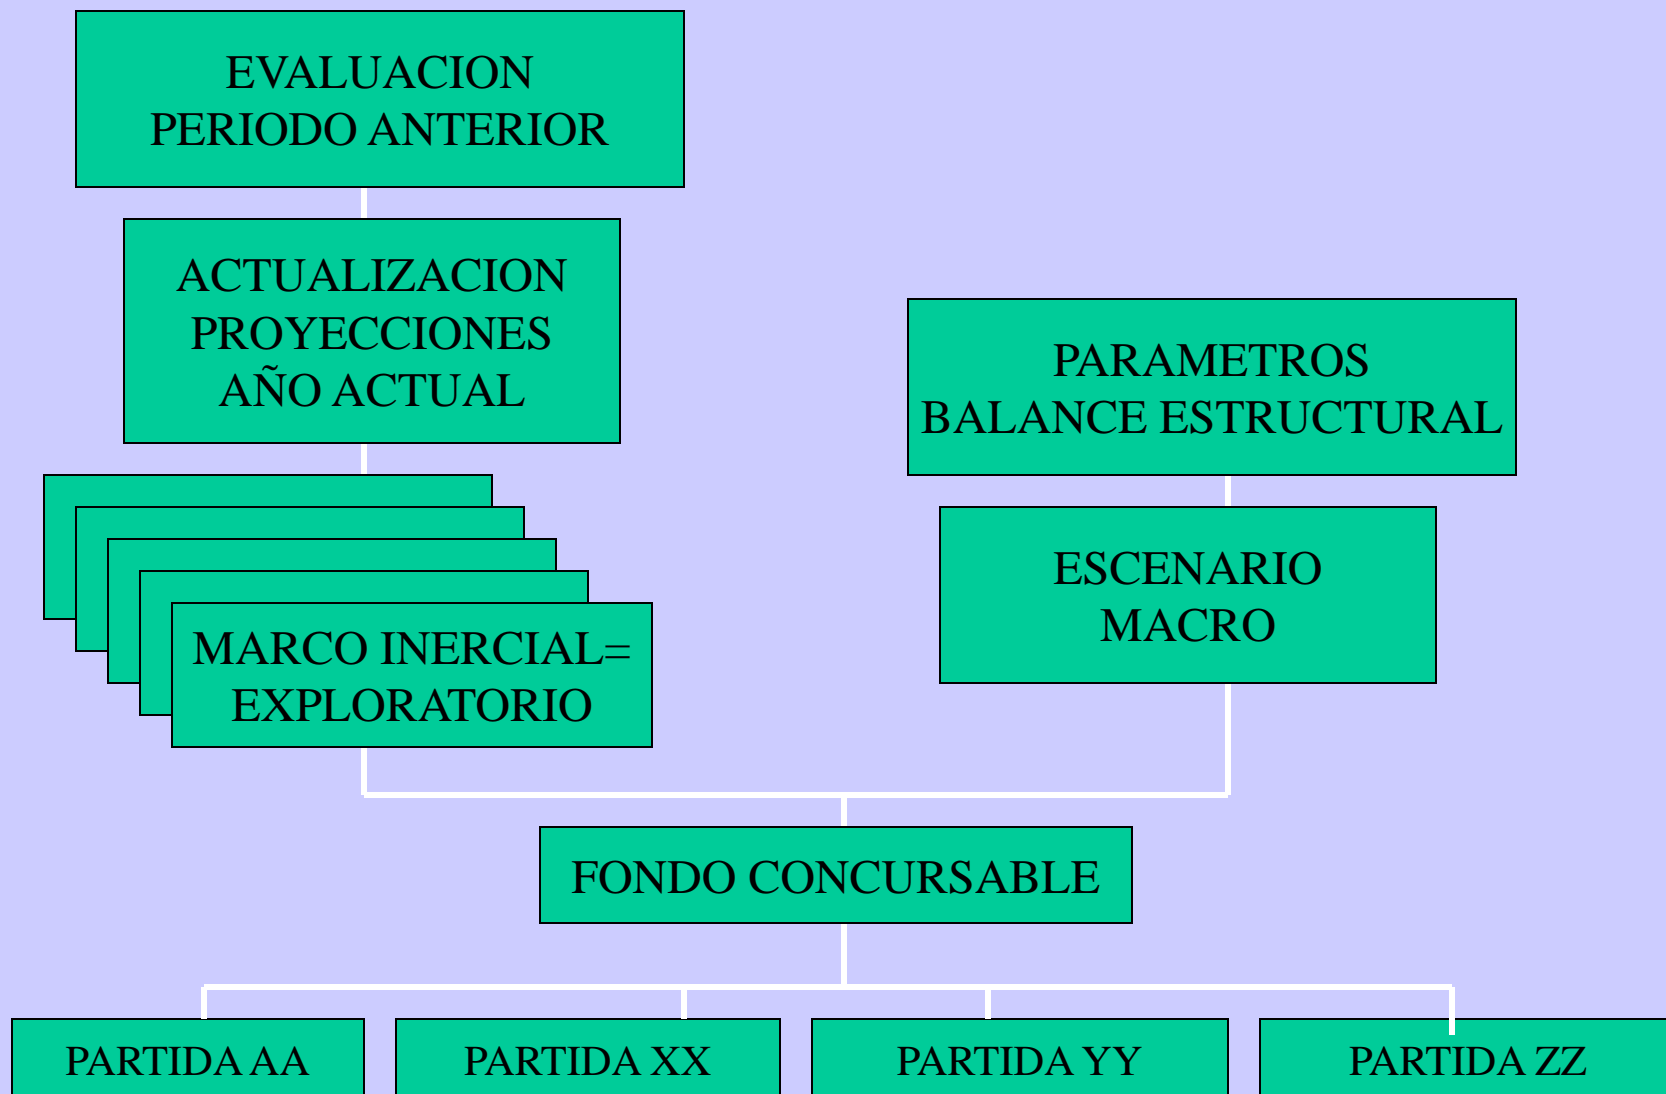 EVALUACION
PERIODO ANTERIOR
ACTUALIZACION
PROYECCIONES
AÑO ACTUAL
PARAMETROS
BALANCE ESTRUCTURAL
ESCENARIO
MACRO
MARCO INERCIAL=
EXPLORATORIO
FONDO CONCURSABLE
PARTIDA AA
PARTIDA XX
PARTIDA YY
PARTIDA ZZ